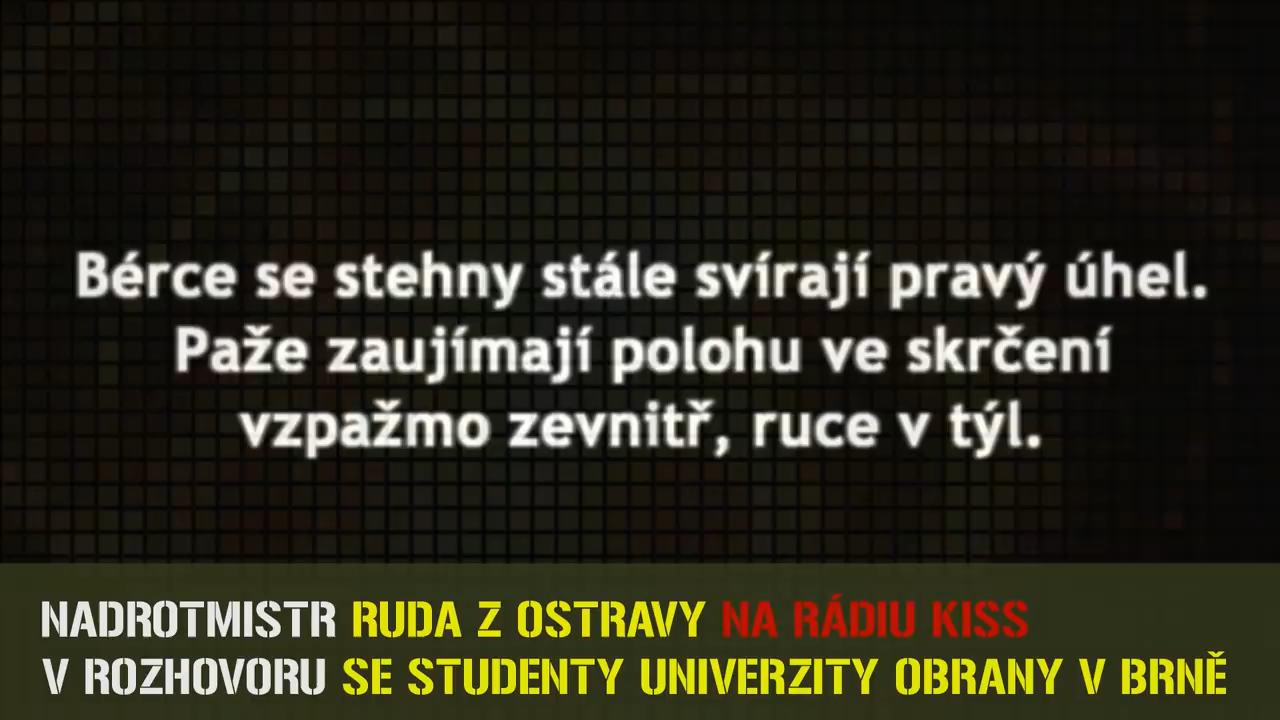 Bérce se stehny stále svírají pravý úhel.
Paže zaujímají polohu ve skrčení
vzpažmo zevnitř, ruce v týl.
NADROTMISTR RUDA Z OSTRAVY NA RÁDIU KISS
V ROZHOVORU SE STUDENTY UNIVERZITY OBRANY V BRNĚ